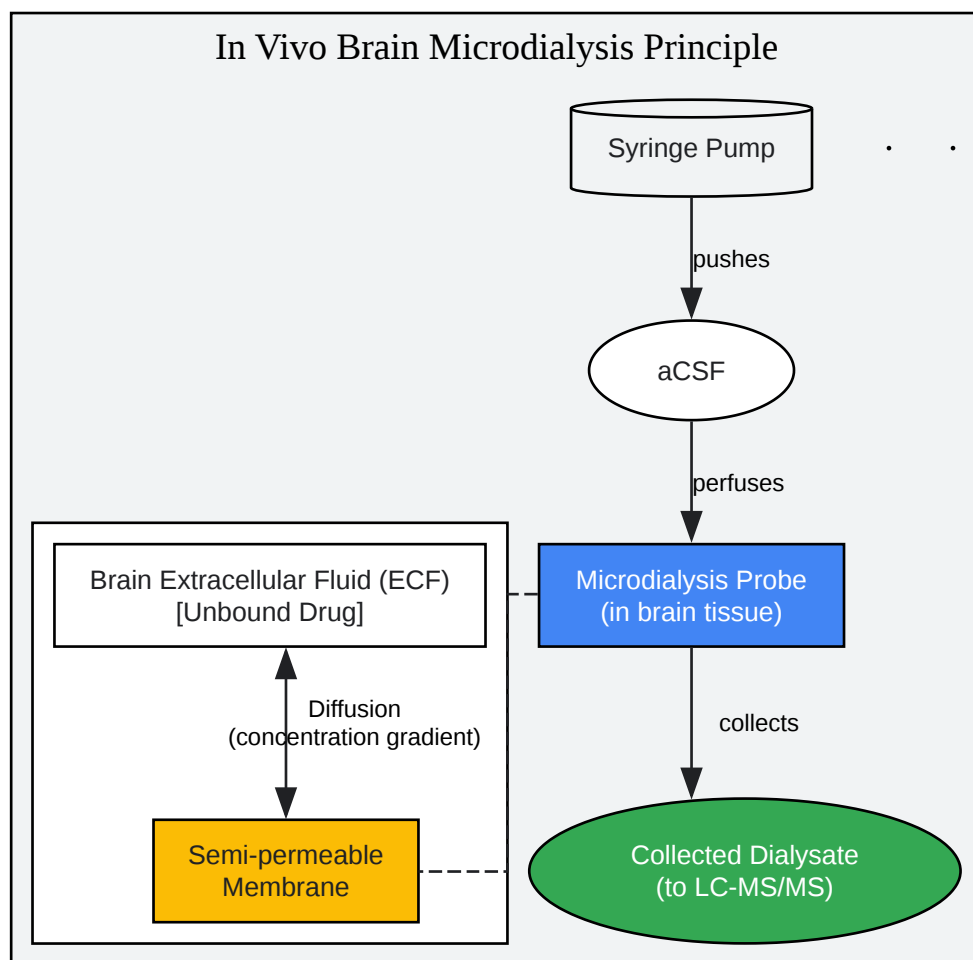 In Vivo Brain Microdialysis Principle
Syringe Pump
. .
pushes
aCSF
perfuses
Brain Extracellular Fluid (ECF)
[Unbound Drug]
Microdialysis Probe
(in brain tissue)
Diffusion
(concentration gradient)
collects
Semi-permeable
Membrane
Collected Dialysate
(to LC-MS/MS)